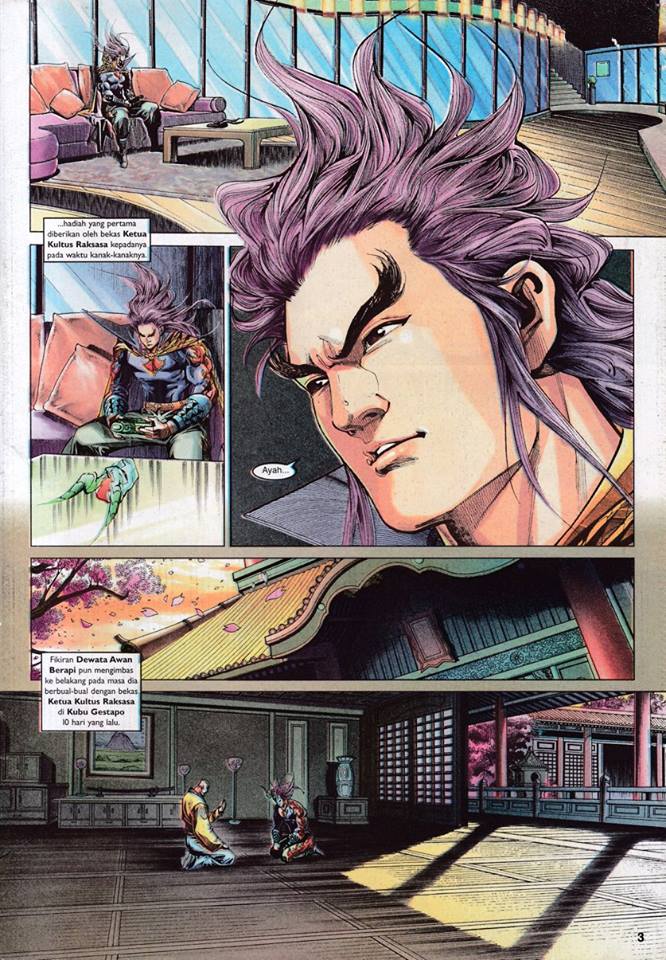 ...hadiah yang pertama
diberikan oleh bekas Ketua
Kultus Raksasa kepadanya
pada waktu kanak-kanaknya.
Ayah...
Fikiran Dewata Awan
Berapi pun mengimbas
ke belakang pada masa dia
berbual-bual dengan bekas
Ketua Kultus Raksasa
di Kubu Gestapo
10 hari yang lalu.
3